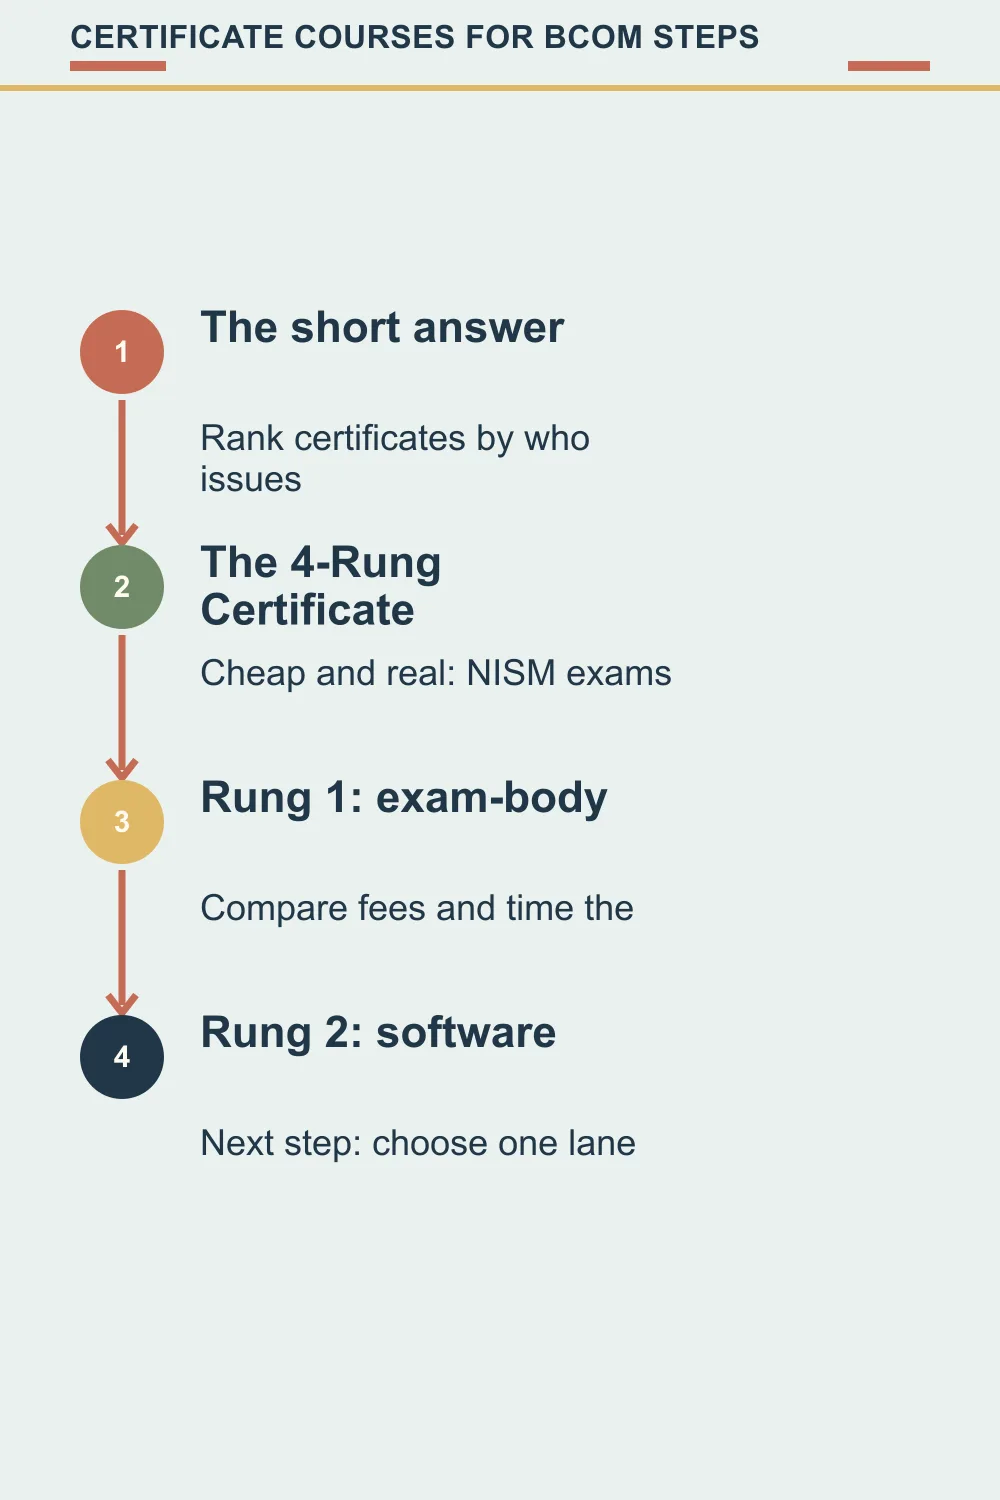 CERTIFICATE COURSES FOR BCOM STEPS
1
The short answer
Rank certificates by who
issues
2
The 4-Rung
Certificate
Cheap and real: NISM exams
3
Rung 1: exam-body
Compare fees and time the
4
Rung 2: software
Next step: choose one lane